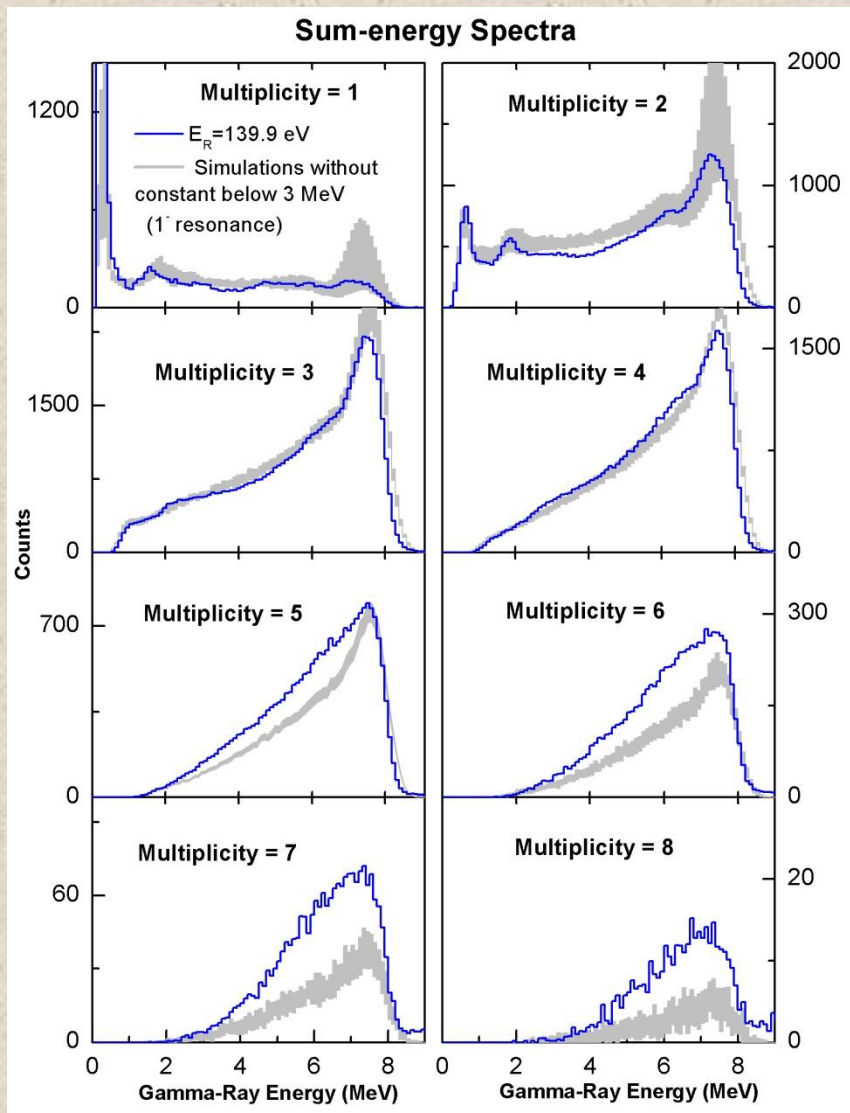 Sum-energy Spectra
Multiplicity = 1
E_R=139.9 eV
Simulations without
constant below 3 MeV
(1⁻ resonance)
1200
0
Multiplicity = 2
2000
1000
0
Multiplicity = 3
1500
0
Multiplicity = 4
1500
0
Counts
Multiplicity = 5
700
0
Multiplicity = 6
300
0
Multiplicity = 7
60
0
Multiplicity = 8
20
0
0 2 4 6 8
0 2 4 6 8
Gamma-Ray Energy (MeV)
Gamma-Ray Energy (MeV)